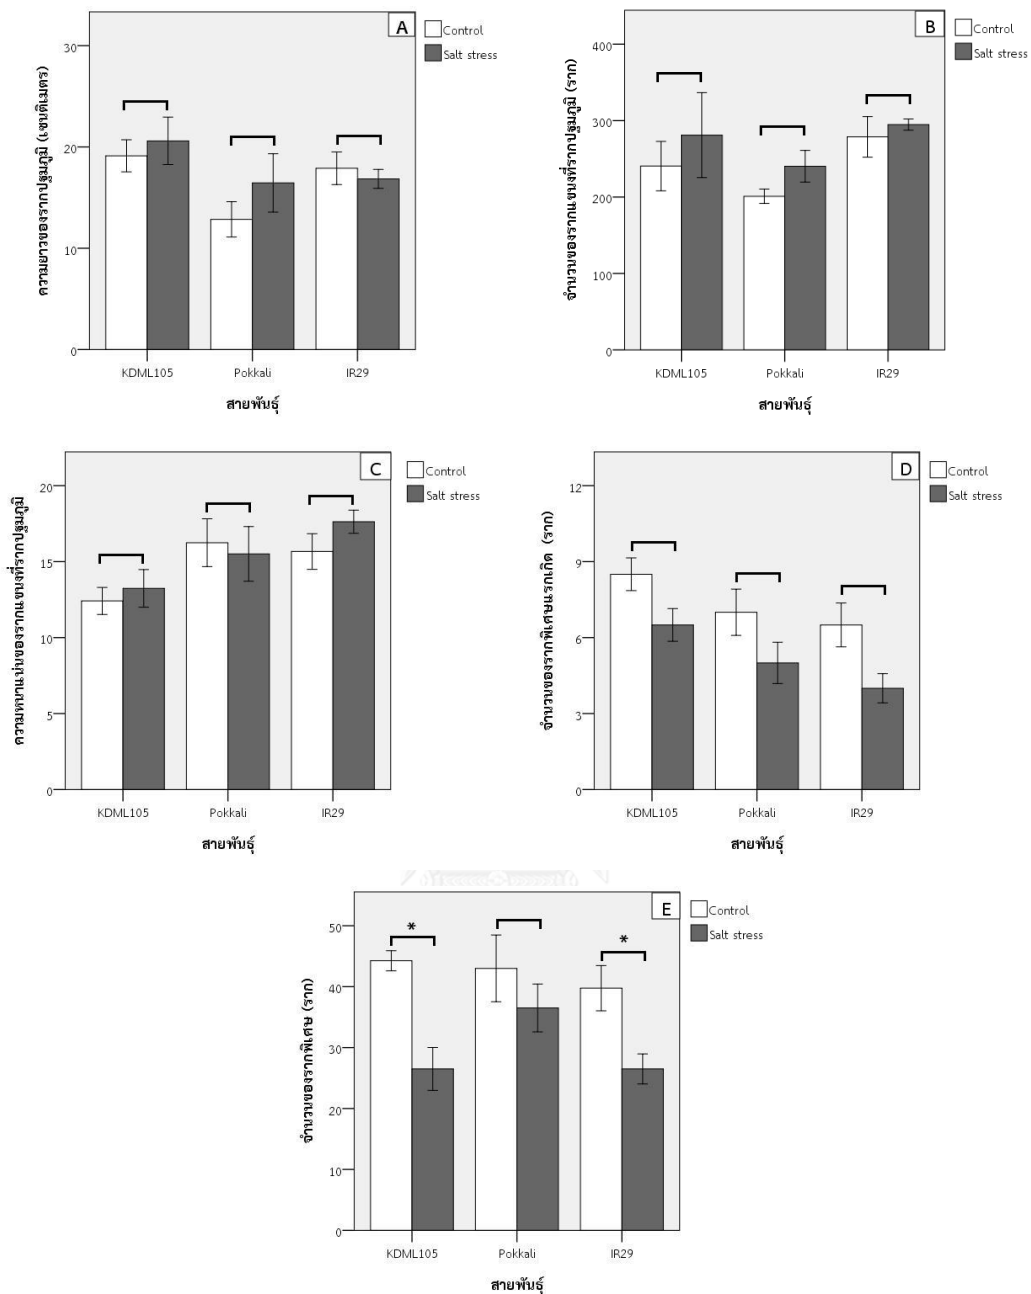 A
Control
Salt stress
ความยาวของรากปฐมภูมิ (เซนติเมตร)
30
20
10
0
KDML105 Pokkali IR29
สายพันธุ์
B
Control
Salt stress
จำนวนของรากแขนงที่รากปฐมภูมิ (ราก)
400
300
200
100
0
KDML105 Pokkali IR29
สายพันธุ์
C
Control
Salt stress
ความหนาแน่นของรากแขนงที่รากปฐมภูมิ
20
15
10
5
0
KDML105 Pokkali IR29
สายพันธุ์
D
Control
Salt stress
จำนวนของรากพิเศษแรกเกิด (ราก)
12
9
6
3
0
KDML105 Pokkali IR29
สายพันธุ์
E
Control
Salt stress
จำนวนของรากพิเศษ (ราก)
50
40
30
20
10
0
* *
KDML105 Pokkali IR29
สายพันธุ์